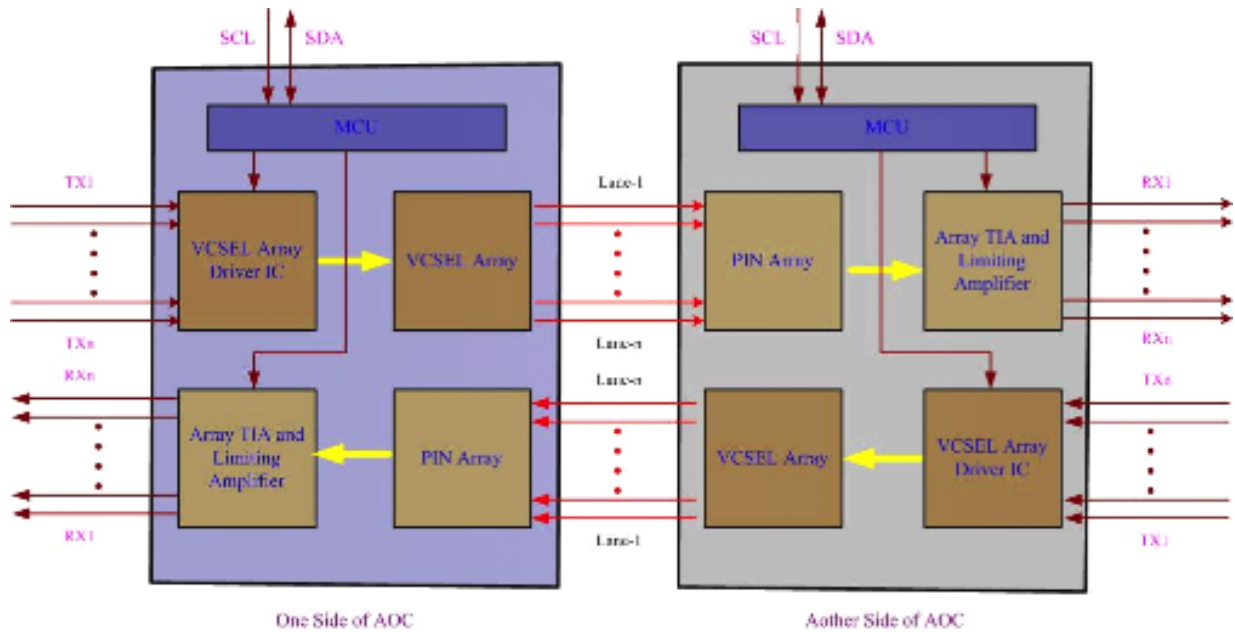 SCL
SDA
SCL
SDA
MCU
MCU
TX1
Lane-1
RX1
VCSEL Array
Driver IC
VCSEL Array
PIN Array
Array TIA and
Limiting
Amplifier
TXn
Lane-n
RXn
RXn
Lane-n
TXn
Array TIA and
Limiting
Amplifier
PIN Array
VCSEL Array
VCSEL Array
Driver IC
RX1
Lane-1
TX1
One Side of AOC
Aother Side of AOC